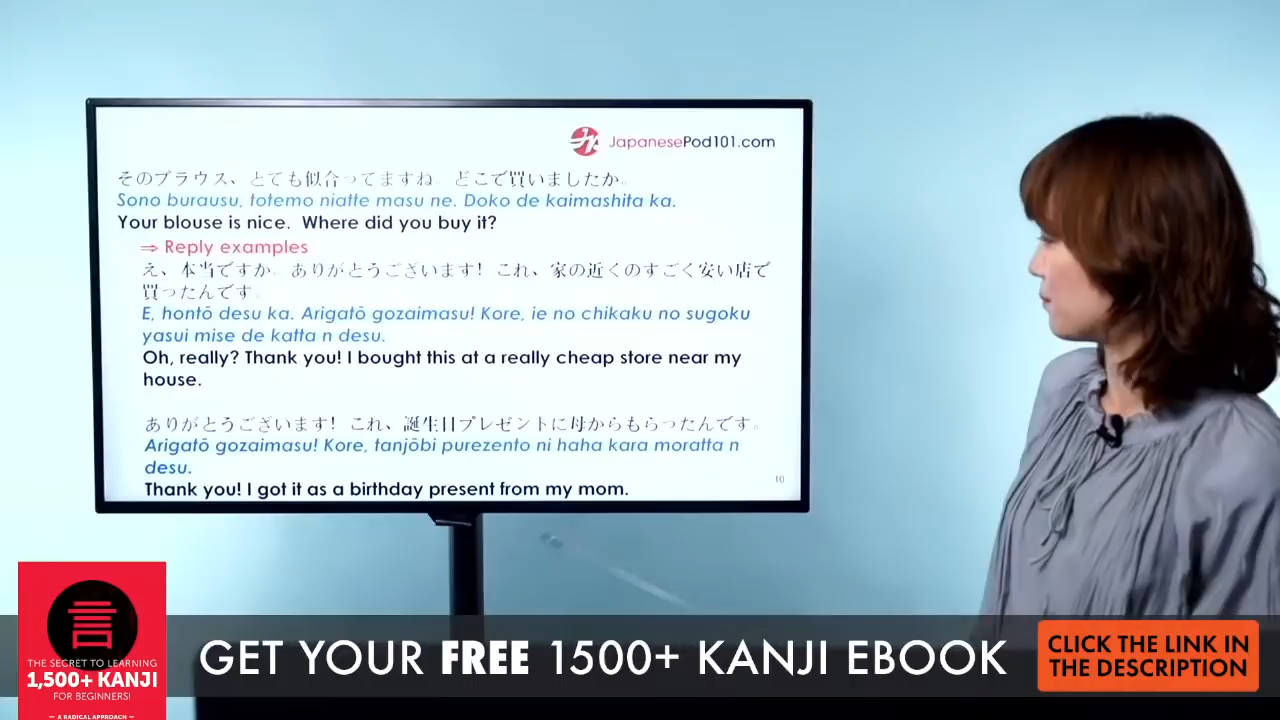 JapanesePod101.com
そのブラウス、とても似合ってますね。どこで買いましたか。
Sono burausu, totemo niatte masu ne. Doko de kaimashita ka.
Your blouse is nice. Where did you buy it?
⇒ Reply examples
え、本当ですか。ありがとうございます! これ、家の近くのすごく安い店で
買ったんです。
E, hontō desu ka. Arigatō gozaimasu! Kore, ie no chikaku no sugoku
yasui mise de katta n desu.
Oh, really? Thank you! I bought this at a really cheap store near my
house.
ありがとうございます! これ、誕生日プレゼントに母からもらったんです。
Arigatō gozaimasu! Kore, tanjōbi purezento ni haha kara moratta n
desu.
Thank you! I got it as a birthday present from my mom.
10
言
THE SECRET TO LEARNING
1,500+ KANJI
FOR BEGINNERS!
— A RADICAL APPROACH —
GET YOUR FREE 1500+ KANJI EBOOK
CLICK THE LINK IN
THE DESCRIPTION